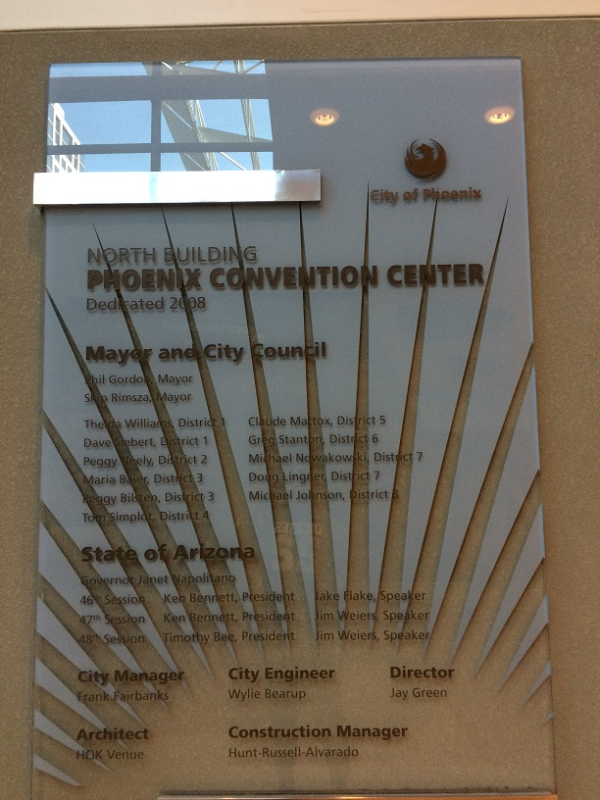 City of Phoenix
NORTH BUILDING
PHOENIX CONVENTION CENTER
Dedicated 2008
Mayor and City Council
Phil Gordon, Mayor
Skip Rimsza, Mayor
Thelda Williams, District 1
Dave Siebert, District 1
Peggy Neely, District 2
Maria Baier, District 3
Peggy Bilsten, District 3
Tom Simplot, District 4
Claude Mattox, District 5
Greg Stanton, District 6
Michael Nowakowski, District 7
Doug Lingner, District 7
Michael Johnson, District 8
State of Arizona
Governor Janet Napolitano
46th Session Ken Bennett, President Jake Flake, Speaker
47th Session Ken Bennett, President Jim Weiers, Speaker
48th Session Timothy Bee, President Jim Weiers, Speaker
City Manager
Frank Fairbanks
City Engineer
Wylie Bearup
Director
Jay Green
Architect
HOK Venue
Construction Manager
Hunt-Russell-Alvarado